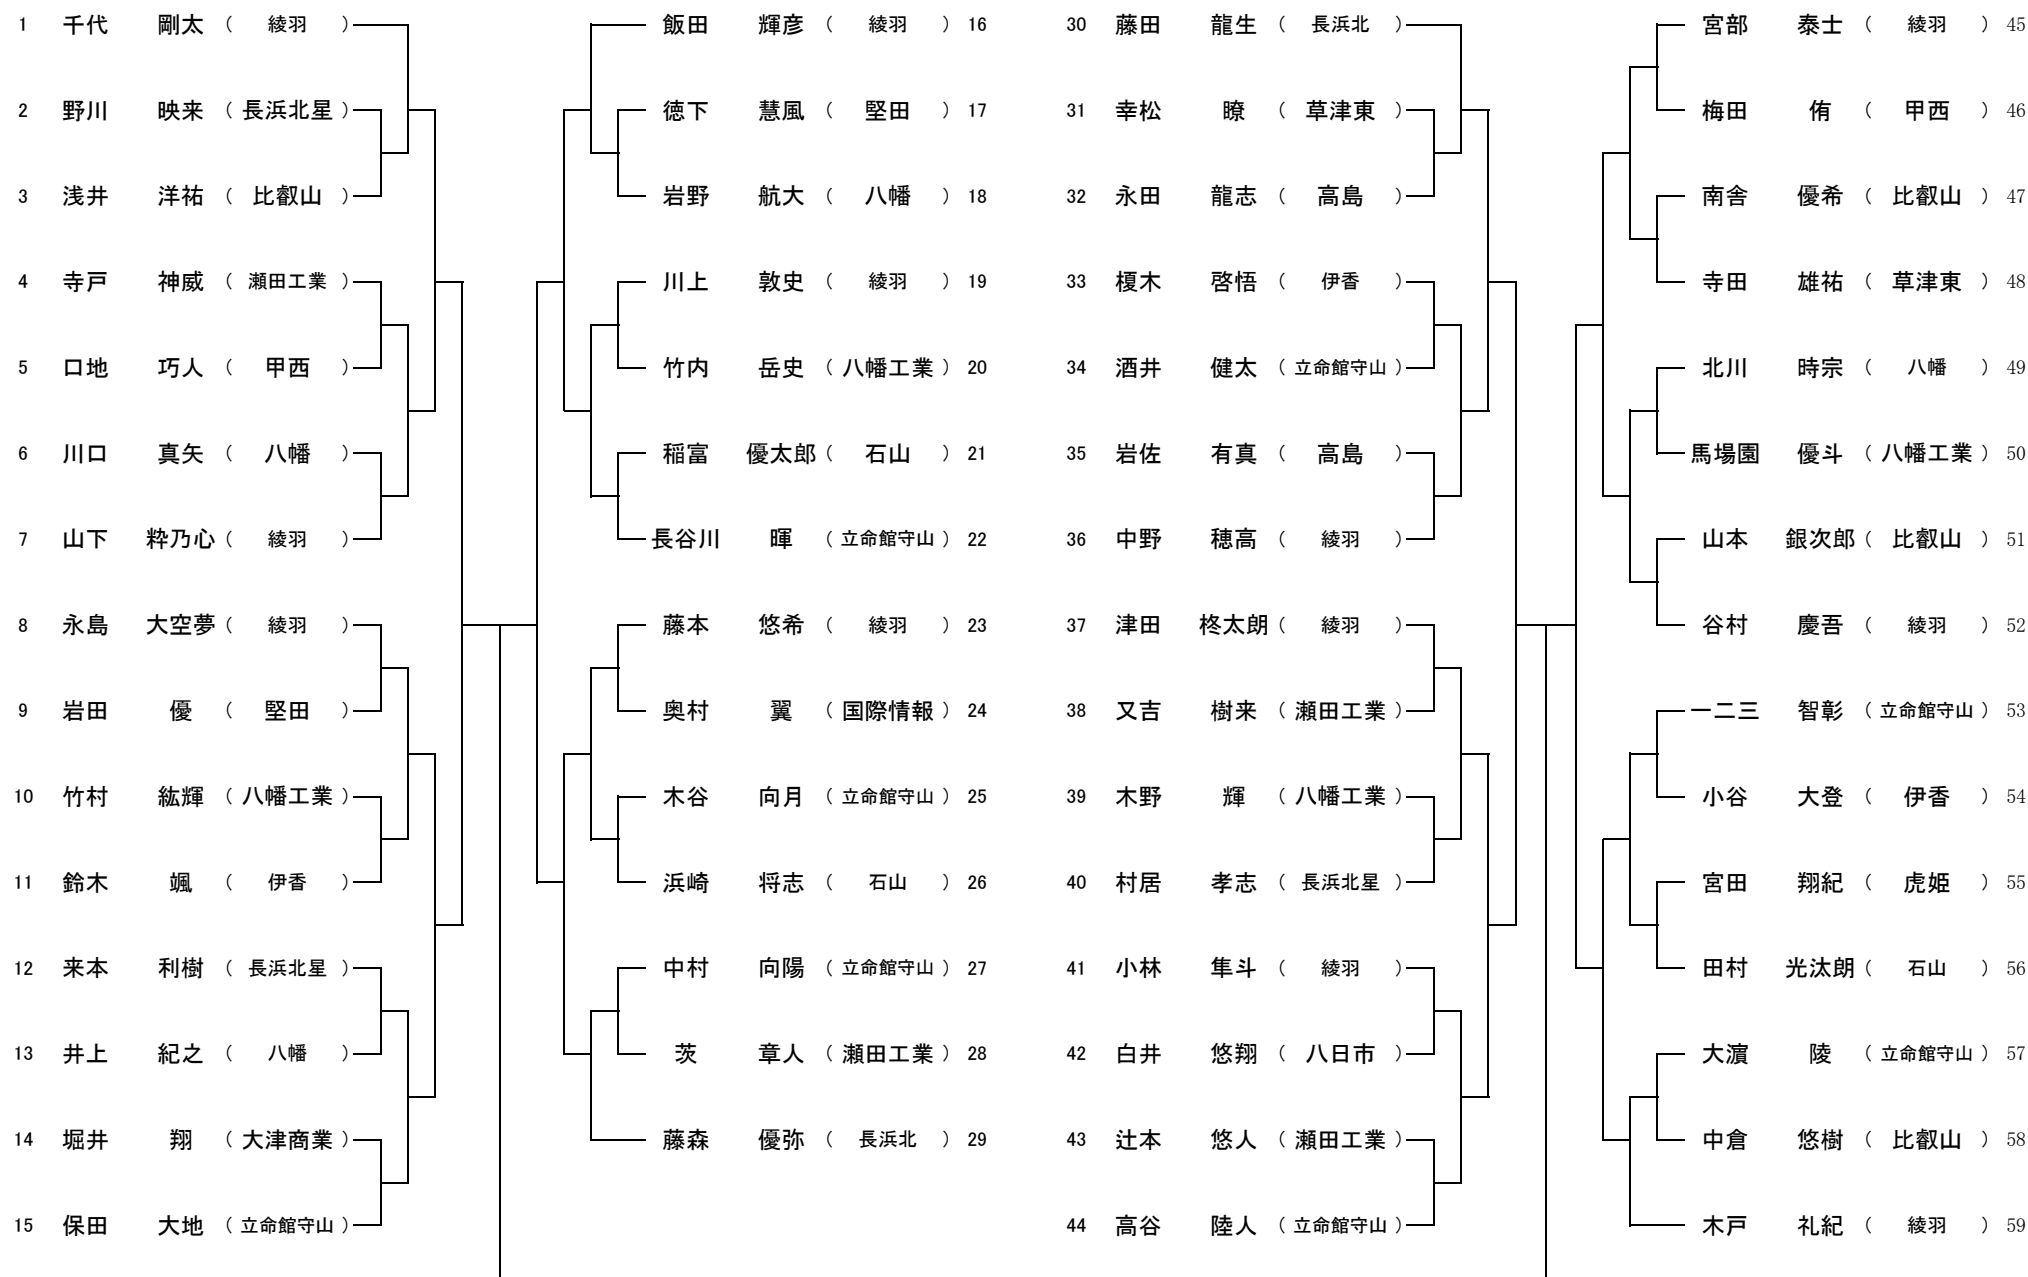 1 千代 剛太 ( 綾羽 )
2 野川 映来 ( 長浜北星 )
3 浅井 洋祐 ( 比叡山 )
4 寺戸 神威 ( 瀬田工業 )
5 口地 巧人 ( 甲西 )
6 川口 真矢 ( 八幡 )
7 山下 粋乃心 ( 綾羽 )
8 永島 大空夢 ( 綾羽 )
9 岩田 優 ( 堅田 )
10 竹村 紘輝 ( 八幡工業 )
11 鈴木 颯 ( 伊香 )
12 来本 利樹 ( 長浜北星 )
13 井上 紀之 ( 八幡 )
14 堀井 翔 ( 大津商業 )
15 保田 大地 ( 立命館守山 )
飯田 輝彦 ( 綾羽 ) 16
徳下 慧風 ( 堅田 ) 17
岩野 航大 ( 八幡 ) 18
川上 敦史 ( 綾羽 ) 19
竹内 岳史 ( 八幡工業 ) 20
稲富 優太郎 ( 石山 ) 21
長谷川 暉 ( 立命館守山 ) 22
藤本 悠希 ( 綾羽 ) 23
奥村 翼 ( 国際情報 ) 24
木谷 向月 ( 立命館守山 ) 25
浜崎 将志 ( 石山 ) 26
中村 向陽 ( 立命館守山 ) 27
茨 章人 ( 瀬田工業 ) 28
藤森 優弥 ( 長浜北 ) 29
30 藤田 龍生 ( 長浜北 )
31 幸松 瞭 ( 草津東 )
32 永田 龍志 ( 高島 )
33 榎木 啓悟 ( 伊香 )
34 酒井 健太 ( 立命館守山 )
35 岩佐 有真 ( 高島 )
36 中野 穂高 ( 綾羽 )
37 津田 柊太朗 ( 綾羽 )
38 又吉 樹来 ( 瀬田工業 )
39 木野 輝 ( 八幡工業 )
40 村居 孝志 ( 長浜北星 )
41 小林 隼斗 ( 綾羽 )
42 白井 悠翔 ( 八日市 )
43 辻本 悠人 ( 瀬田工業 )
44 高谷 陸人 ( 立命館守山 )
宮部 泰士 ( 綾羽 ) 45
梅田 侑 ( 甲西 ) 46
南舎 優希 ( 比叡山 ) 47
寺田 雄祐 ( 草津東 ) 48
北川 時宗 ( 八幡 ) 49
馬場園 優斗 ( 八幡工業 ) 50
山本 銀次郎 ( 比叡山 ) 51
谷村 慶吾 ( 綾羽 ) 52
一二三 智彰 ( 立命館守山 ) 53
小谷 大登 ( 伊香 ) 54
宮田 翔紀 ( 虎姫 ) 55
田村 光汰朗 ( 石山 ) 56
大濵 陵 ( 立命館守山 ) 57
中倉 悠樹 ( 比叡山 ) 58
木戸 礼紀 ( 綾羽 ) 59